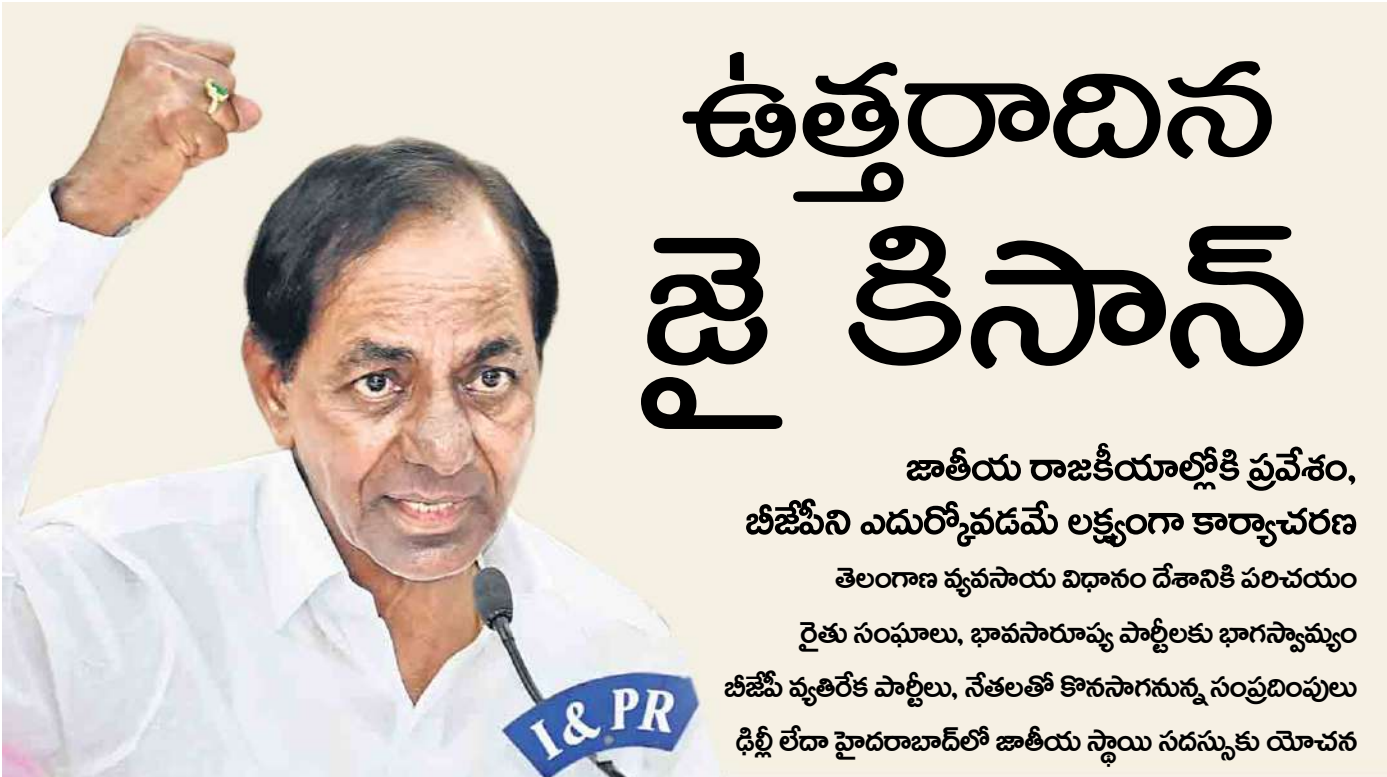 ఉత్తరాదిన
జై కిసాన్
జాతీయ రాజకీయాల్లోకి ప్రవేశం,
బీజేపీని ఎదుర్కోవడమే లక్ష్యంగా కార్యాచరణ
తెలంగాణ వ్యవసాయ విధానం దేశానికి పరిచయం
రైతు సంఘాలు, భావసారూప్య పార్టీలకు భాగస్వామ్యం
బీజేపీ వ్యతిరేక పార్టీలు, నేతలతో కొనసాగనున్న సంప్రదింపులు
ఢిల్లీ లేదా హైదరాబాద్‌లో జాతీయ స్థాయి సదస్సుకు యోచన
I & PR